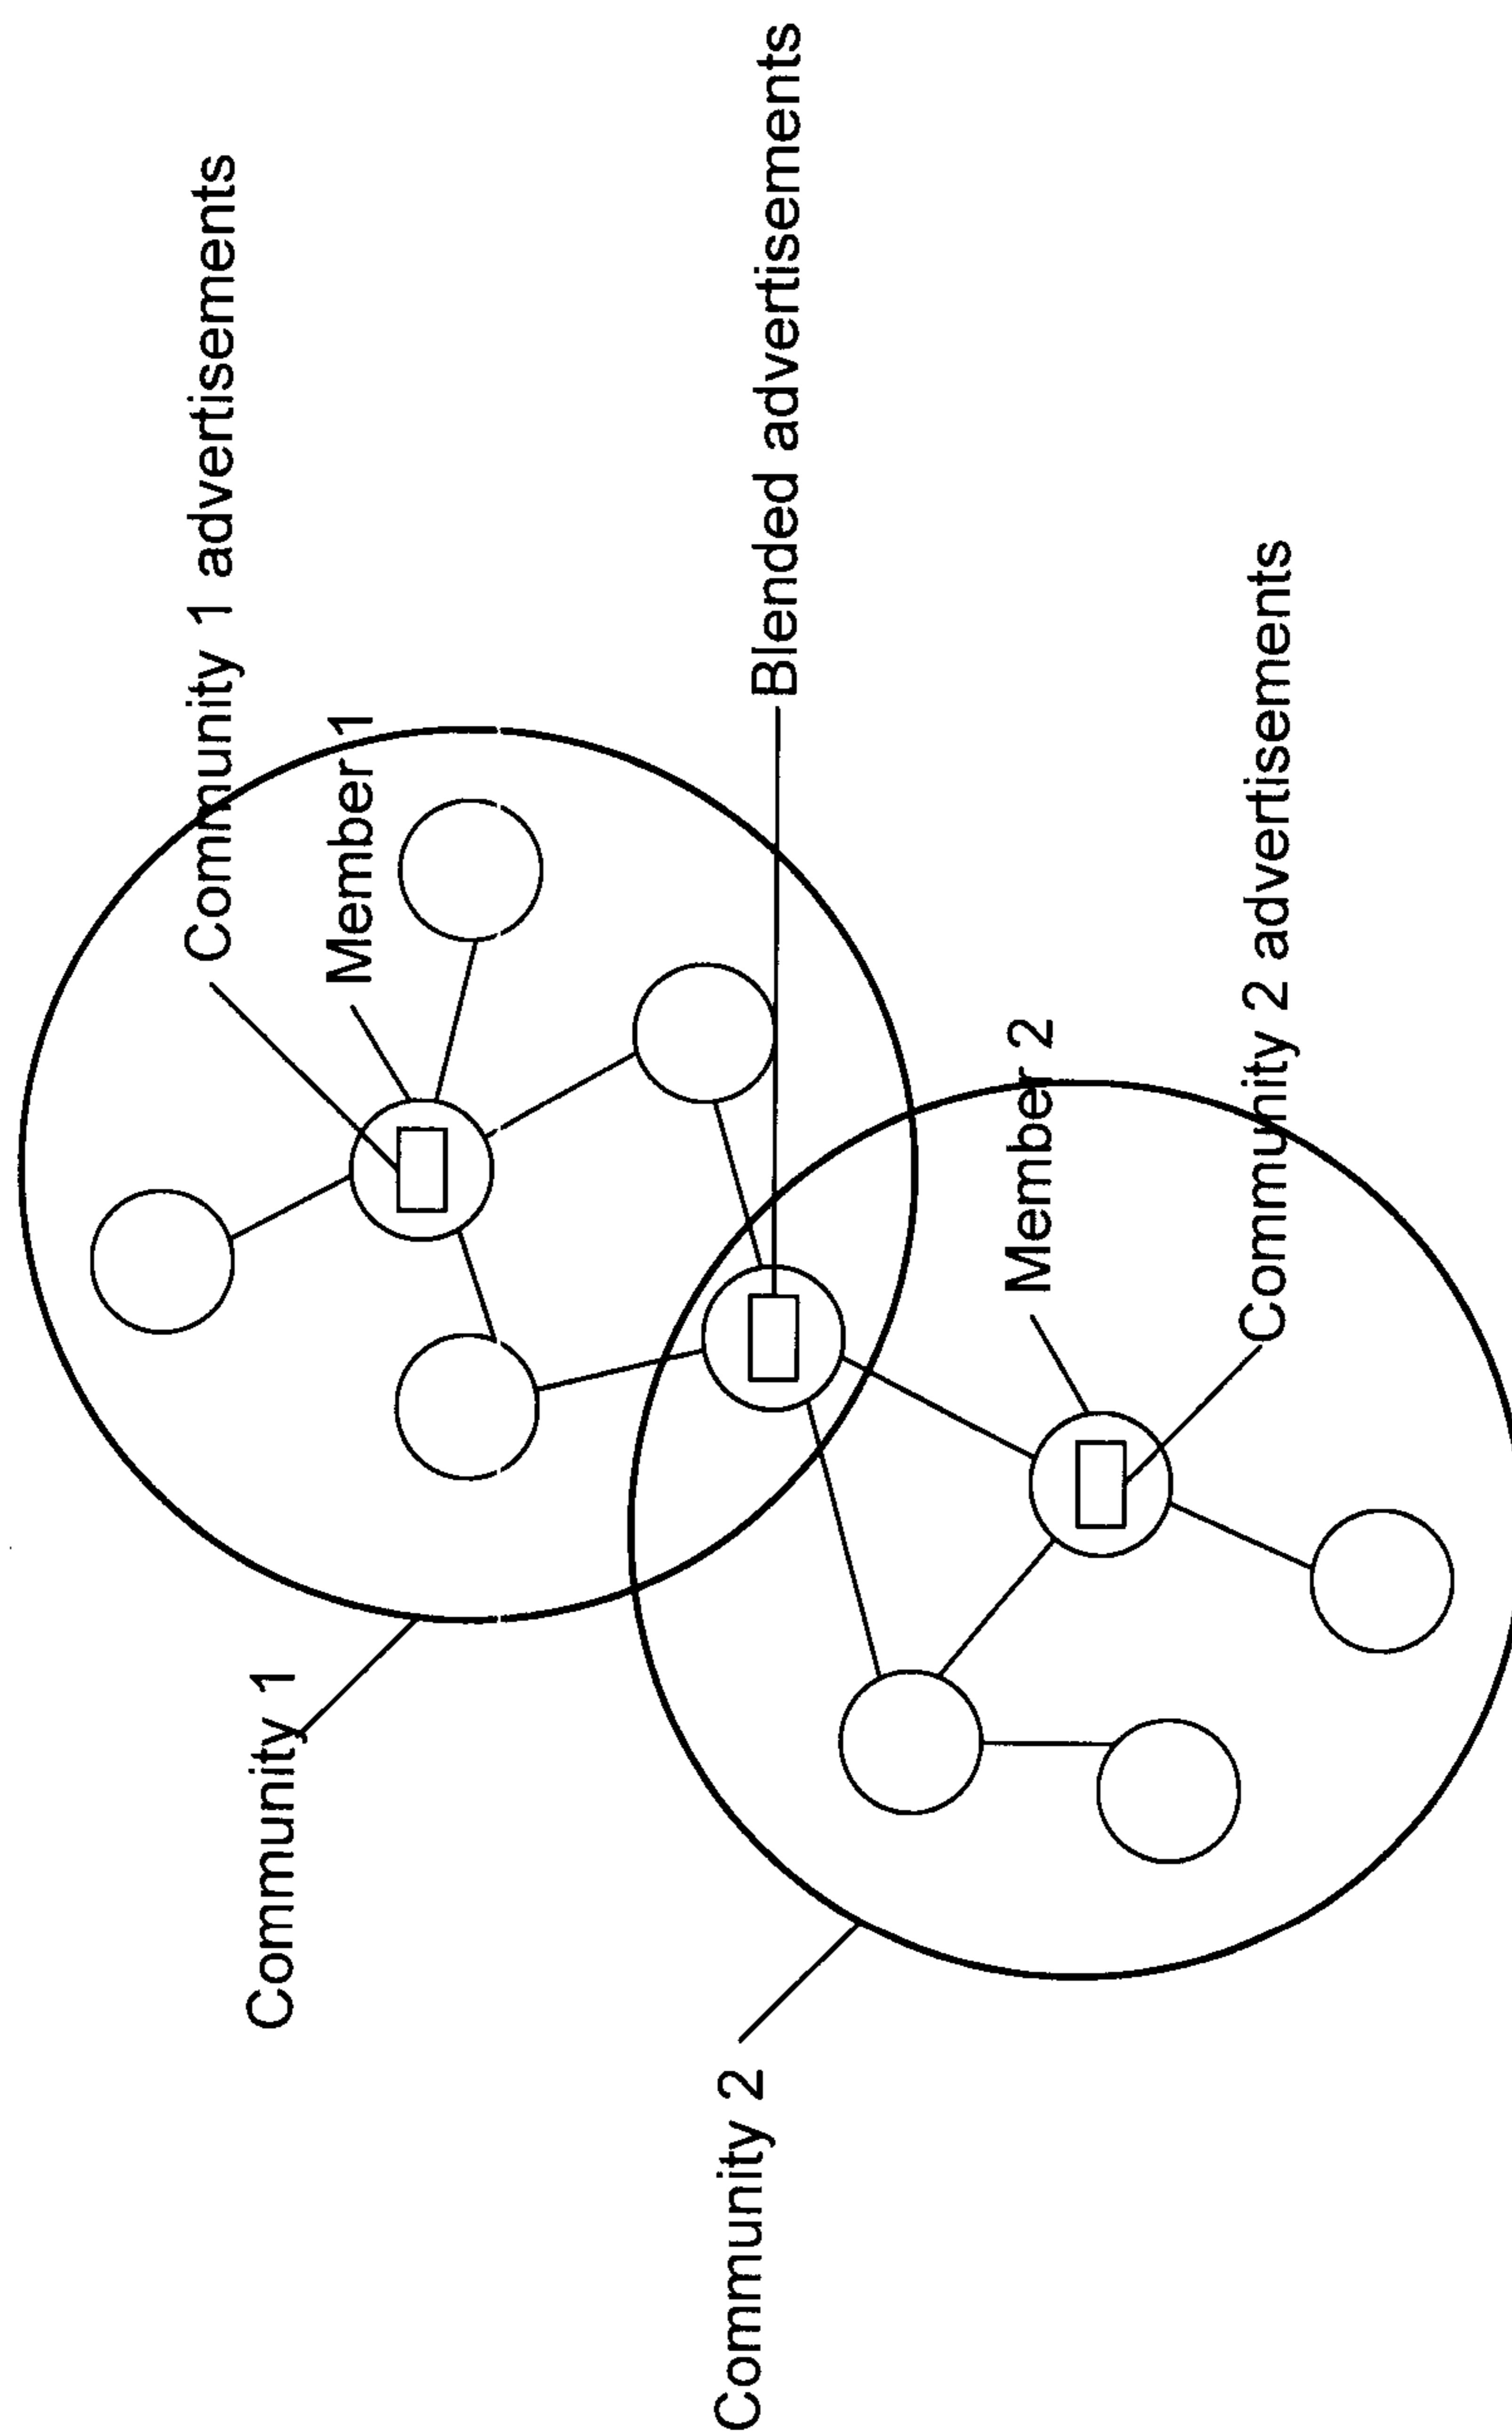 Community 1 advertisements
Community 1
Member 1
Blended advertisements
Community 2
Member 2
Community 2 advertisements